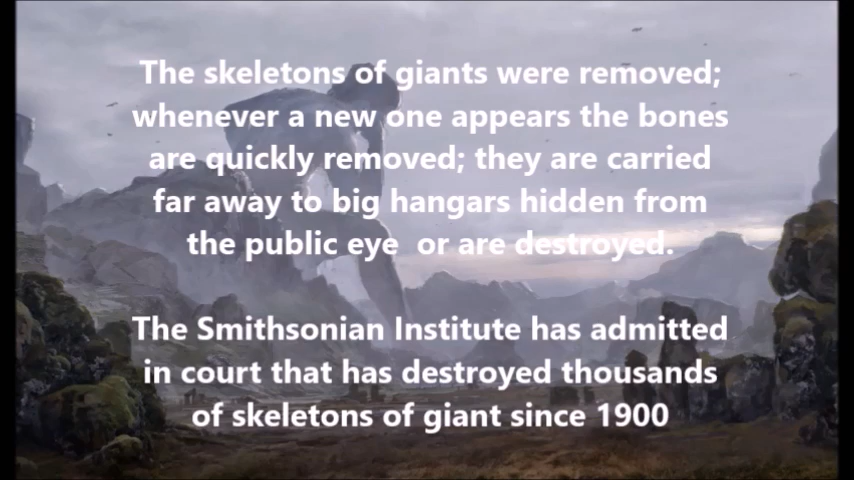 The skeletons of giants were removed;
whenever a new one appears the bones
are quickly removed; they are carried
far away to big hangars hidden from
the public eye  or are destroyed.
The Smithsonian Institute has admitted
in court that has destroyed thousands
of skeletons of giant since 1900